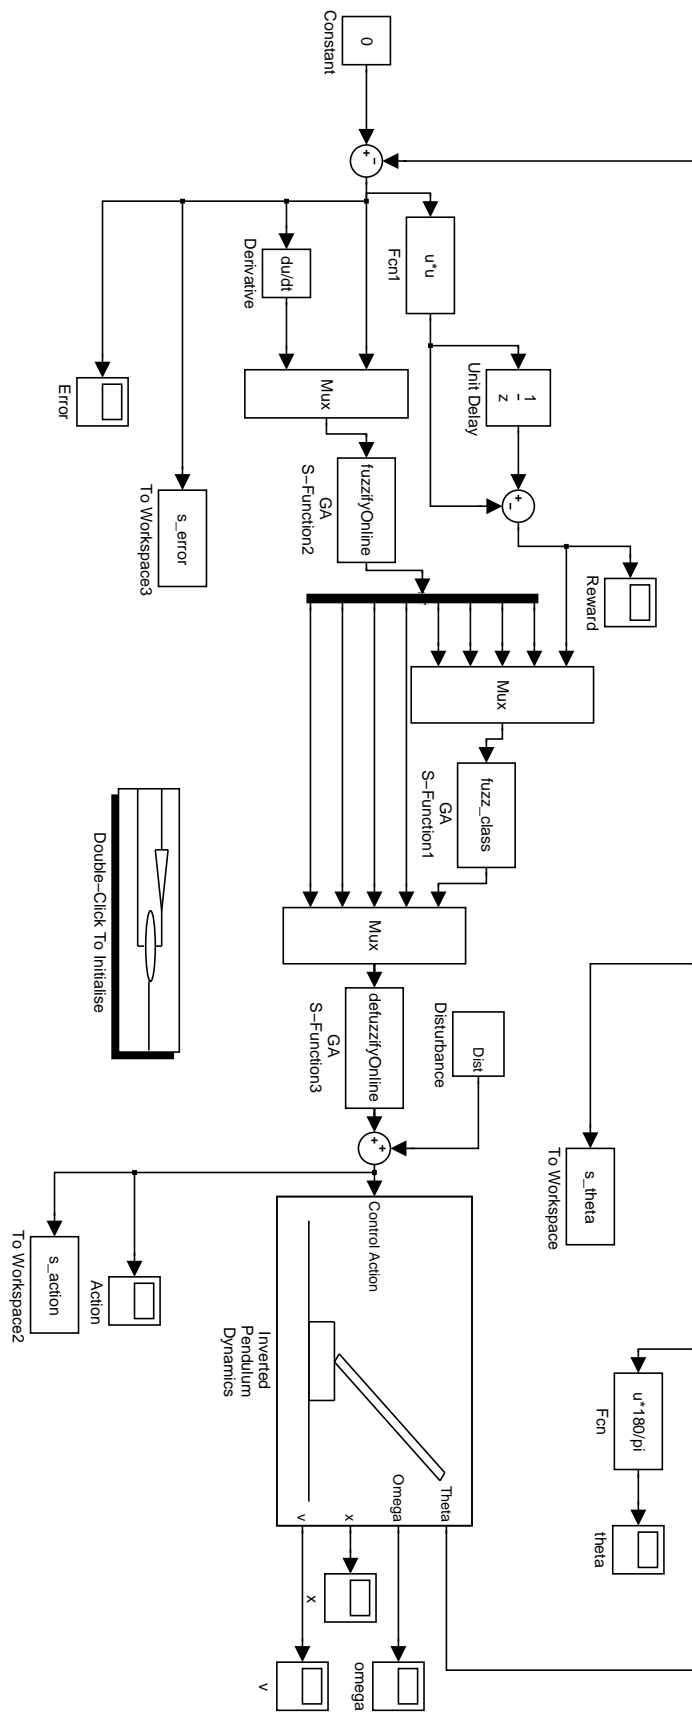 0
Constant
+
−
u*u
Fcn1
du/dt
Derivative
1
z
Unit Delay
Mux
Error
fuzzifyOnline
GA
S−Function2
s_error
To Workspace3
+
−
Reward
Mux
fuzz_class
GA
S−Function1
Double−Click To Initialise
Mux
defuzzifyOnline
GA
S−Function3
Dist
Disturbance
+
+
s_theta
To Workspace
s_action
To Workspace2
Action
Control Action
Inverted
Pendulum
Dynamics
Theta
Omega
x
v
u*180/pi
Fcn
theta
x
omega
v